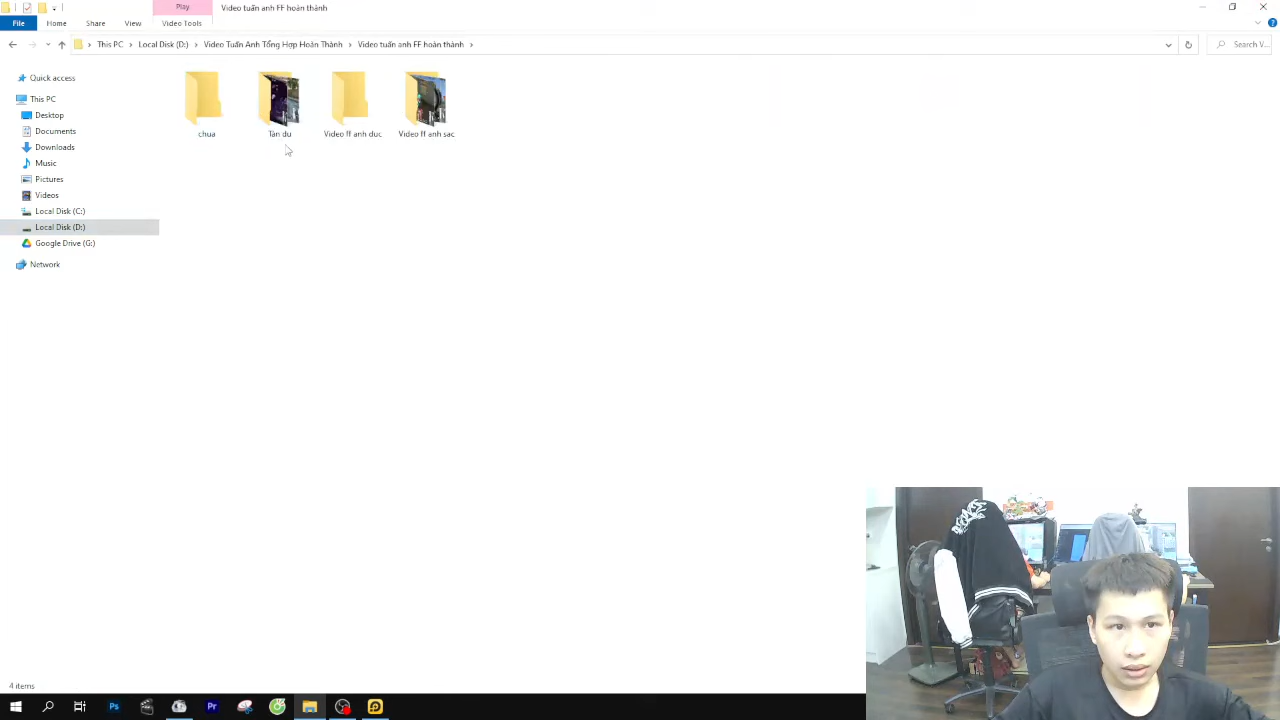 Play
Video tuấn anh FF hoàn thành
File
Home
Share
View
Video Tools
This PC
Local Disk (D:)
Video Tuấn Anh Tổng Hợp Hoàn Thành
Video tuấn anh FF hoàn thành
Search V...
Quick access
This PC
Desktop
Documents
Downloads
Music
Pictures
Videos
Local Disk (C:)
Local Disk (D:)
Google Drive (G:)
Network
chua
Tân du
Video ff anh duc
Video ff anh sac
4 items
Ps
Pr